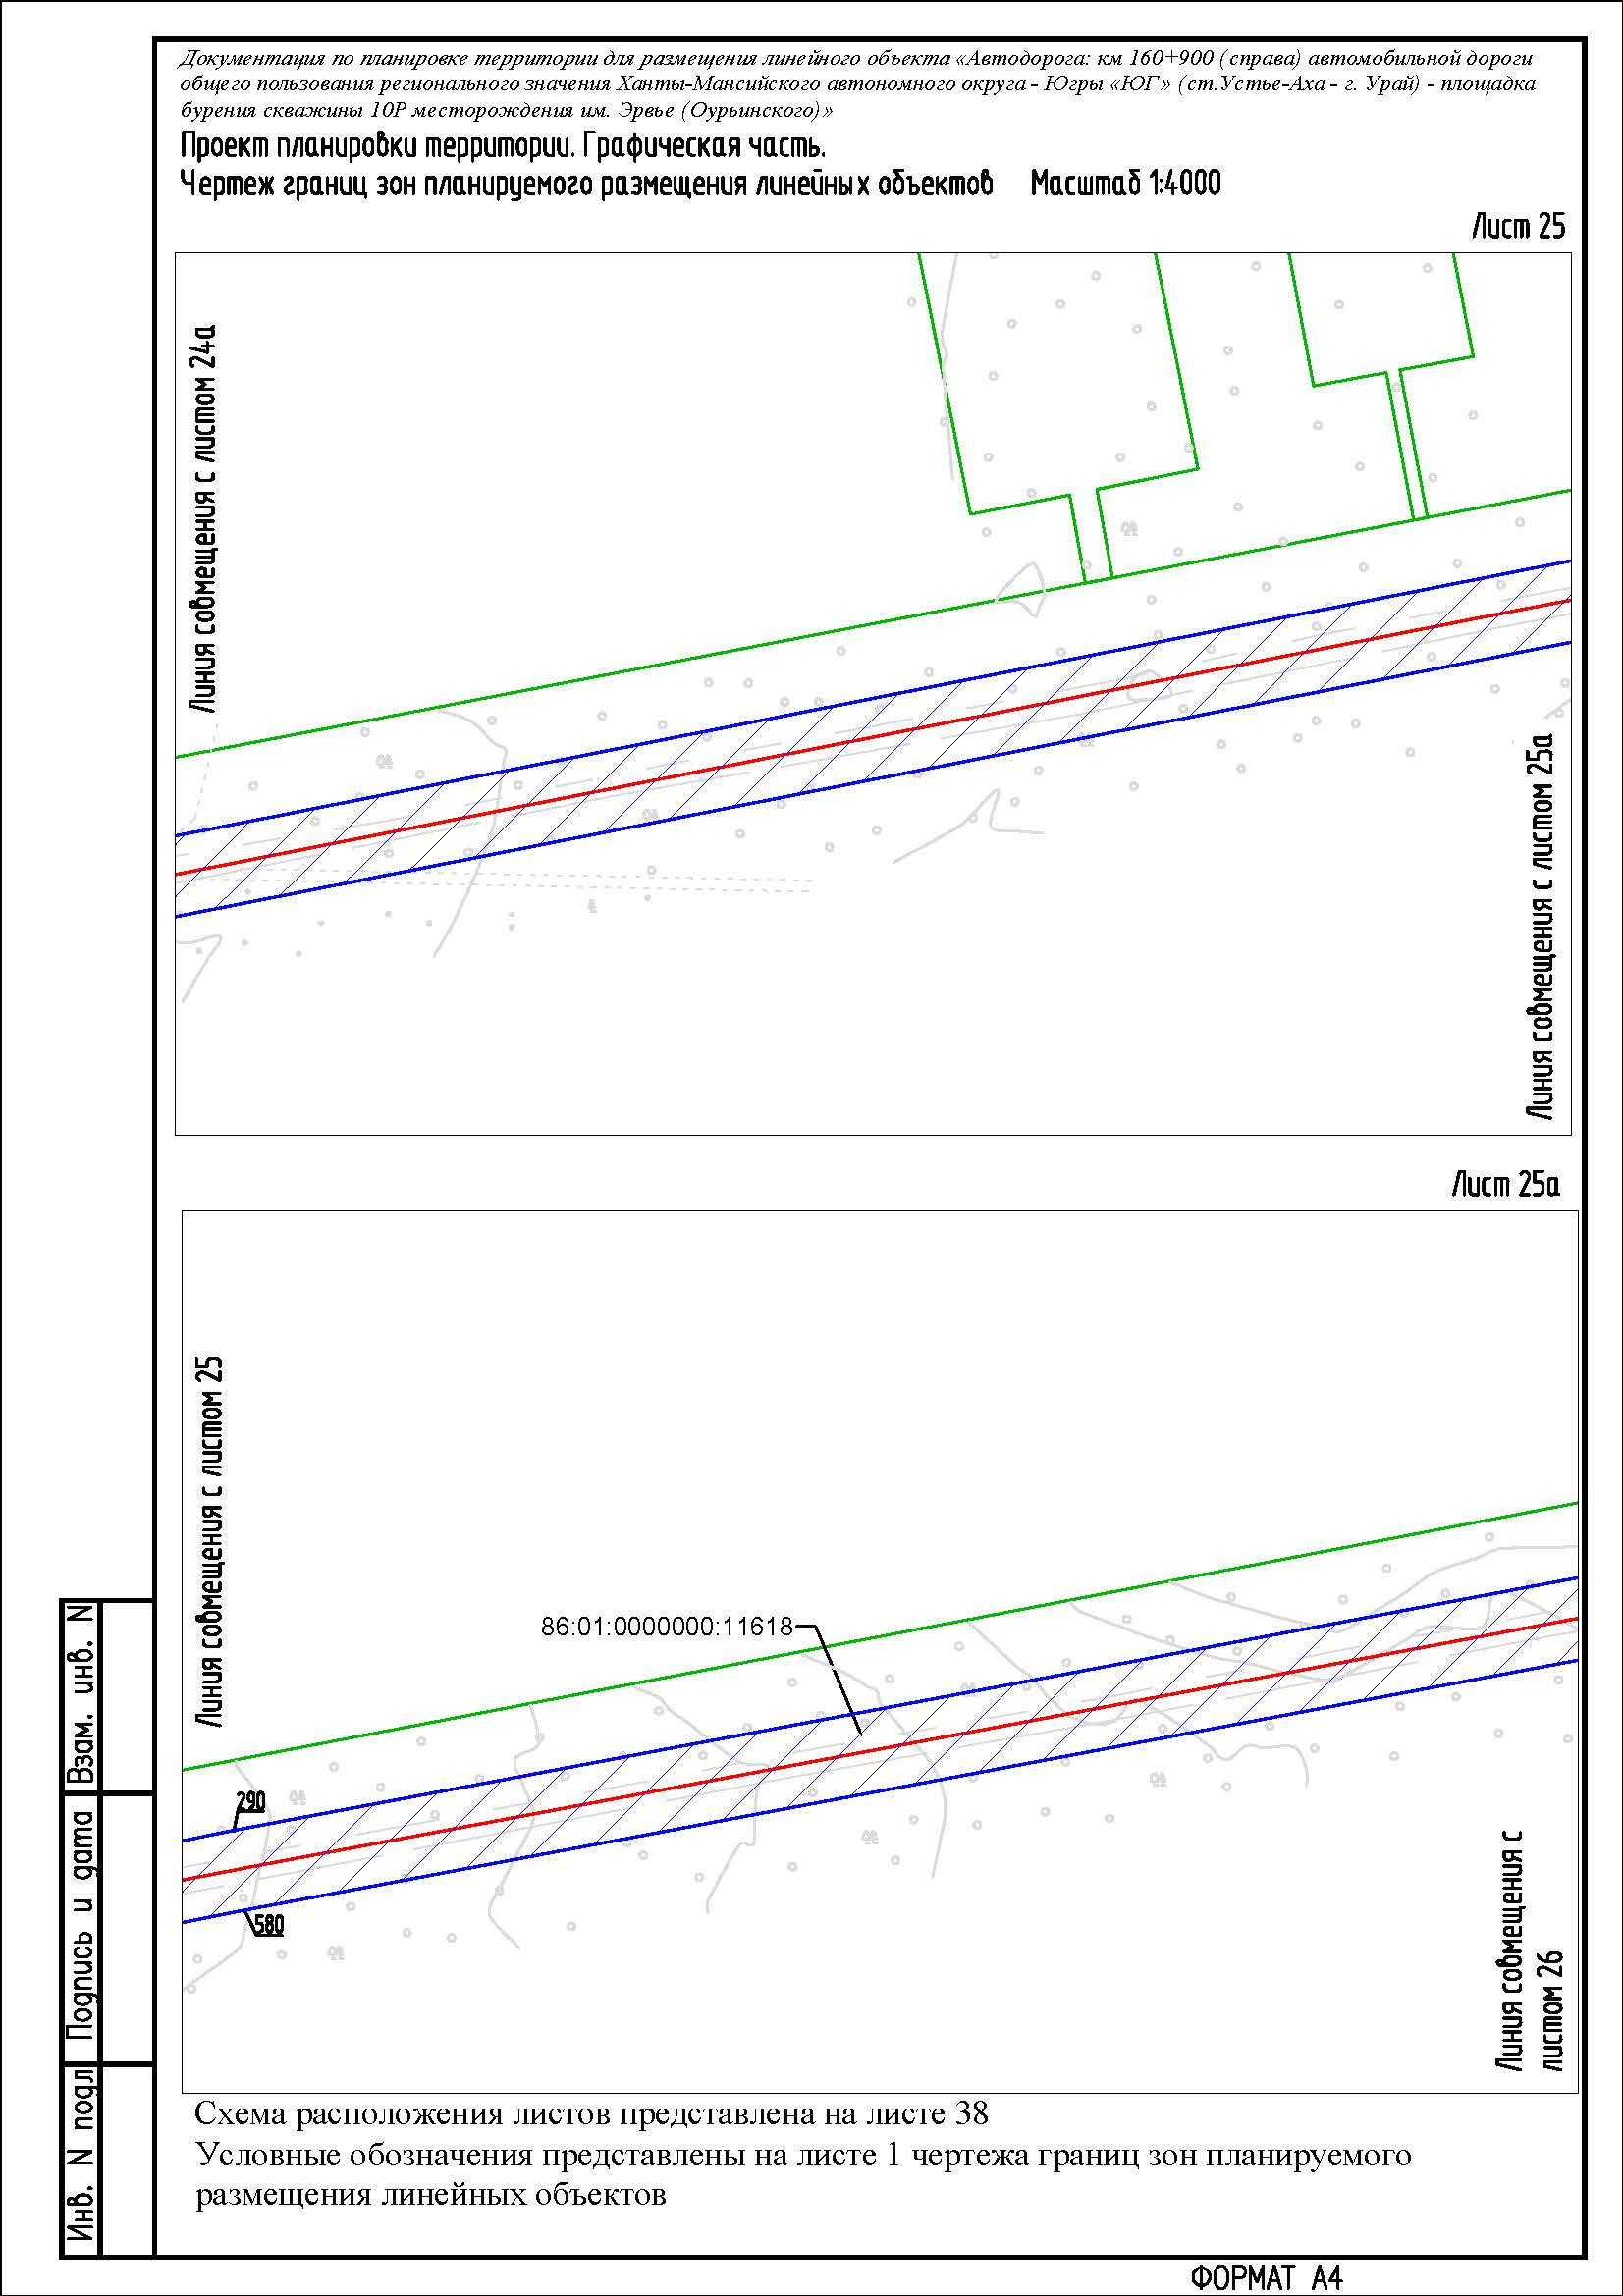 Документация по планировке территории для размещения линейного объекта «Автодорога: км 160+900 (справа) автомобильной дороги
общего пользования регионального значения Ханты-Мансийского автономного округа - Югры «ЮГ» (ст.Устье-Аха - г. Урай) - площадка
бурения скважины 10Р месторождения им. Эрвье (Оурьинского)»
Проект планировки территории. Графическая часть.
Чертеж границ зон планируемого размещения линейных объектов Масштаб 1:4000
Лист 25
Линия совмещения с листом 24а
Линия совмещения с листом 25а
Лист 25а
Линия совмещения с листом 25
86:01:0000000:11618
290
580
Линия совмещения с
листом 26
Схема расположения листов представлена на листе 38
Условные обозначения представлены на листе 1 чертежа границ зон планируемого
размещения линейных объектов
Взам. инв. N
Подпись и дата
Инв. N подл
ФОРМАТ А4